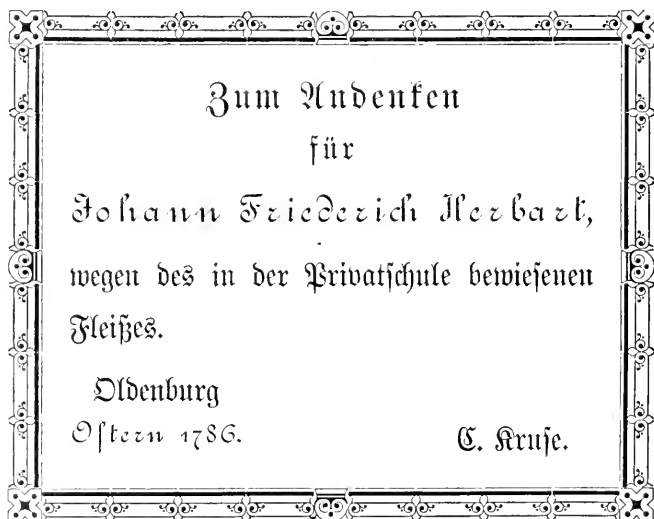 Zum Andenken
für
Johann Friederich Herbart,
wegen des in der Privatschule bewiesenen
Fleißes.
Oldenburg
Ostern 1786.
C. Kruse.